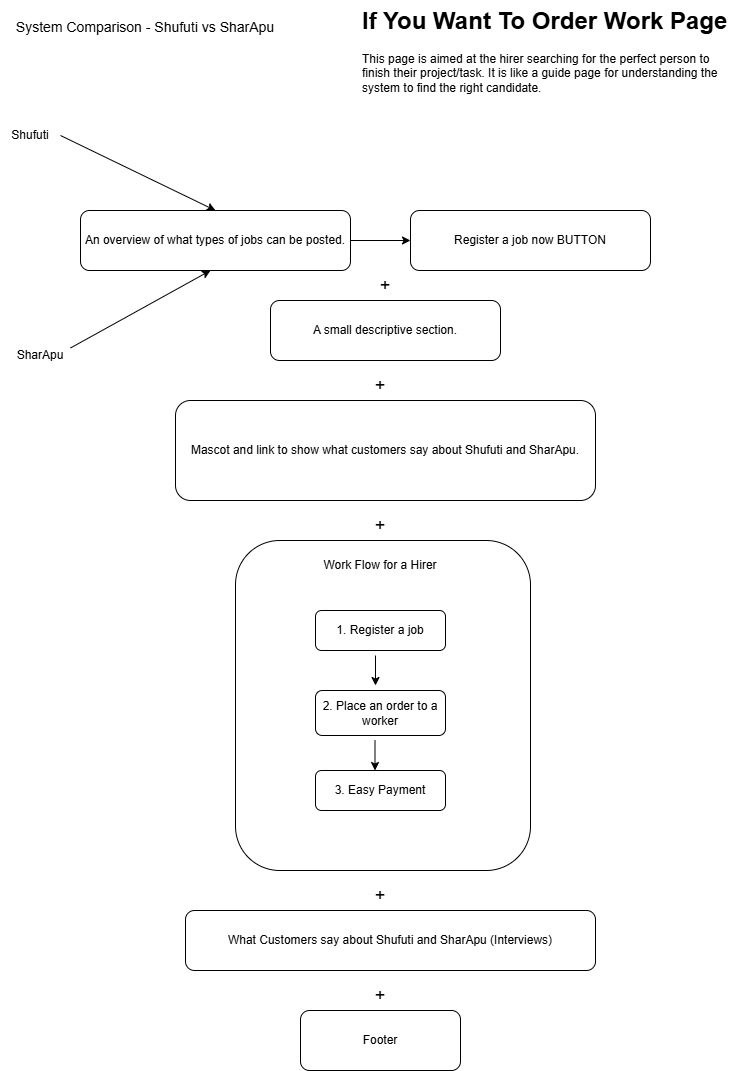 System Comparison - Shufuti vs SharApu
If You Want To Order Work Page
This page is aimed at the hirer searching for the perfect person to
finish their project/task. It is like a guide page for understanding the
system to find the right candidate.
Shufuti
An overview of what types of jobs can be posted.
Register a job now BUTTON
+
A small descriptive section.
SharApu
+
Mascot and link to show what customers say about Shufuti and SharApu.
+
Work Flow for a Hirer
1. Register a job
2. Place an order to a
worker
3. Easy Payment
+
What Customers say about Shufuti and SharApu (Interviews)
+
Footer